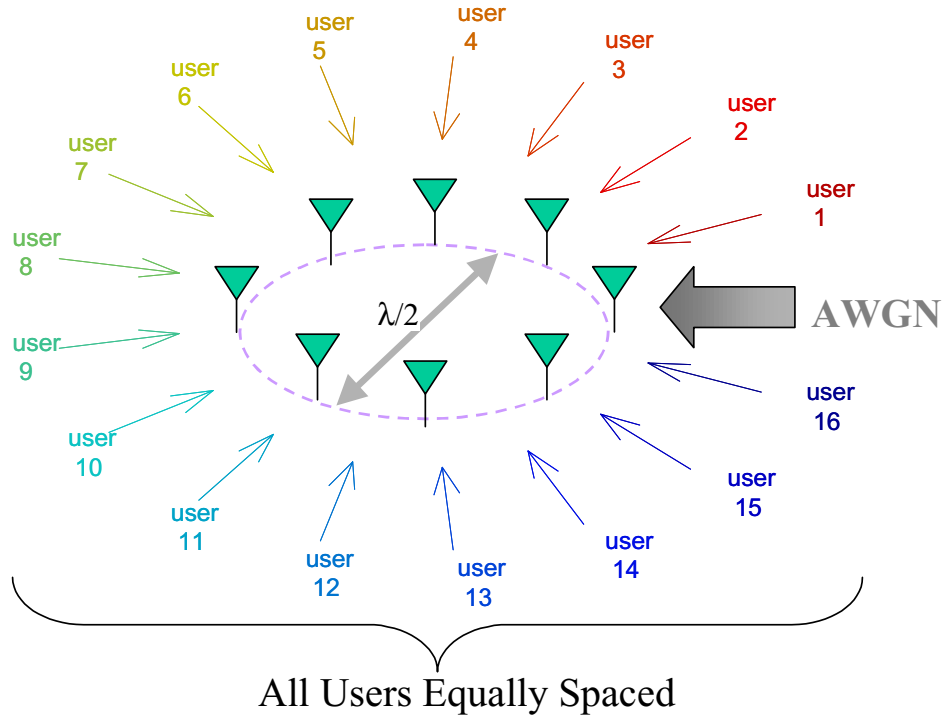 user
1
user
2
user
3
user
4
user
5
user
6
user
7
user
8
user
9
user
10
user
11
user
12
user
13
user
14
user
15
user
16
λ/2
AWGN
All Users Equally Spaced